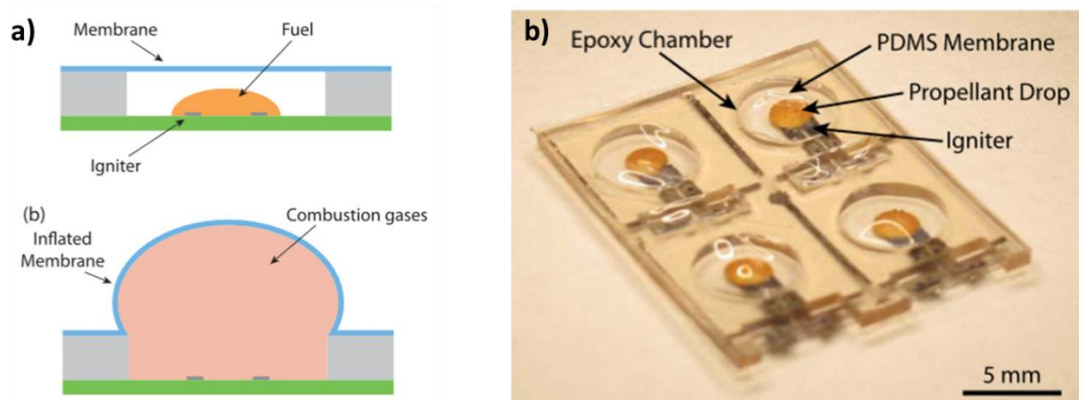 a)
Membrane
Fuel
Igniter
(b)
Inflated
Membrane
Combustion gases
b)
Epoxy Chamber
PDMS Membrane
Propellant Drop
Igniter
5 mm